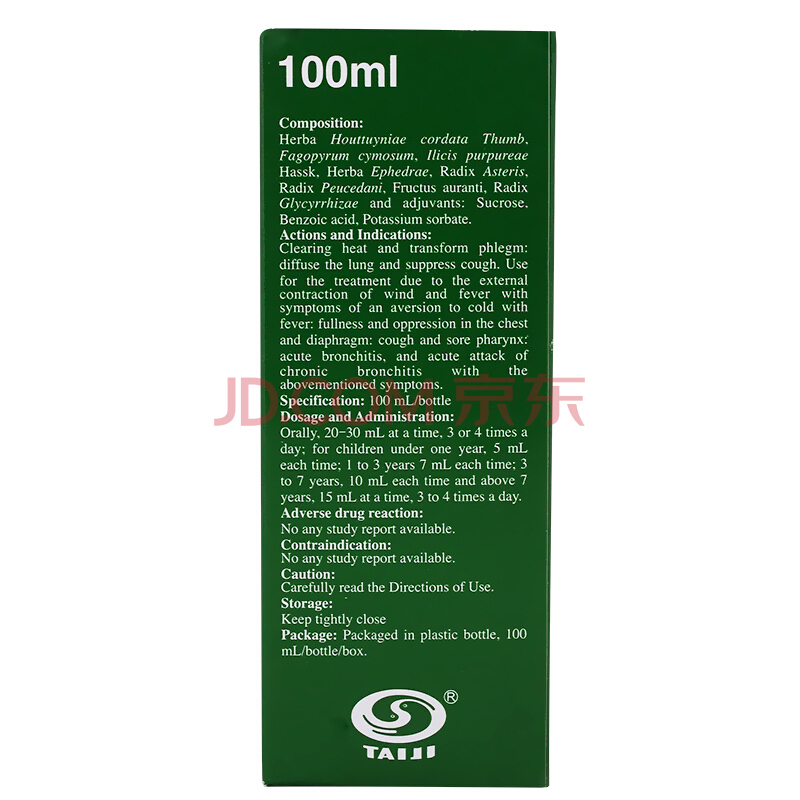 100ml
Composition:
Herba Houttuyniae cordata Thumb,
Fagopyrum cymosum, Ilicis purpureae
Hassk, Herba Ephedrae, Radix Asteris,
Radix Peucedani, Fructus auranti, Radix
Glycyrrhizae and adjuvants: Sucrose,
Benzoic acid, Potassium sorbate.
Actions and Indications:
Clearing heat and transform phlegm:
diffuse the lung and suppress cough. Use
for the treatment due to the external
contraction of wind and fever with
symptoms of an aversion to cold with
fever: fullness and oppression in the chest
and diaphragm: cough and sore pharynx:
acute bronchitis, and acute attack of
chronic bronchitis with the
abovementioned symptoms.
JD.COM 京东
Specification: 100 mL/bottle
Dosage and Administration:
Orally, 20-30 mL at a time, 3 or 4 times a
day; for children under one year, 5 mL
each time; 1 to 3 years 7 mL each time; 3
to 7 years, 10 mL each time and above 7
years, 15 mL at a time, 3 to 4 times a day.
Adverse drug reaction:
No any study report available.
Contraindication:
No any study report available.
Caution:
Carefully read the Directions of Use.
Storage:
Keep tightly close
Package: Packaged in plastic bottle, 100
mL/bottle/box.
®
TAIJI